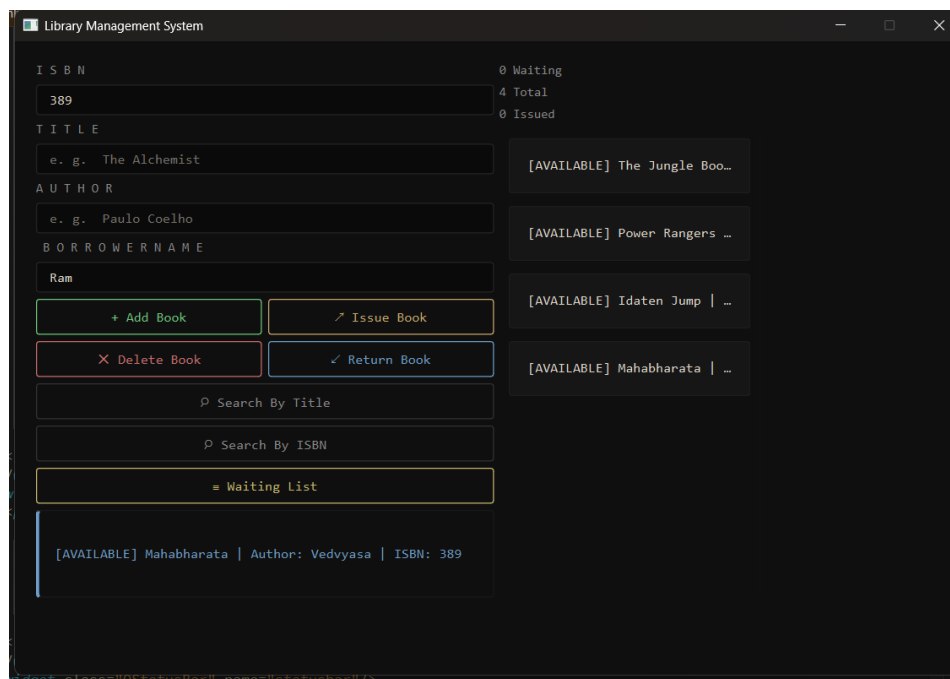 Library Management System
I S B N
389
T I T L E
e. g.  The Alchemist
A U T H O R
e. g.  Paulo Coelho
B O R R O W E R N A M E
Ram
+ Add Book
↗ Issue Book
✕ Delete Book
↙ Return Book
⌕ Search By Title
⌕ Search By ISBN
≡ Waiting List
[AVAILABLE] Mahabharata | Author: Vedvyasa | ISBN: 389
0 Waiting
4 Total
0 Issued
[AVAILABLE] The Jungle Boo…
[AVAILABLE] Power Rangers …
[AVAILABLE] Idaten Jump | …
[AVAILABLE] Mahabharata | …